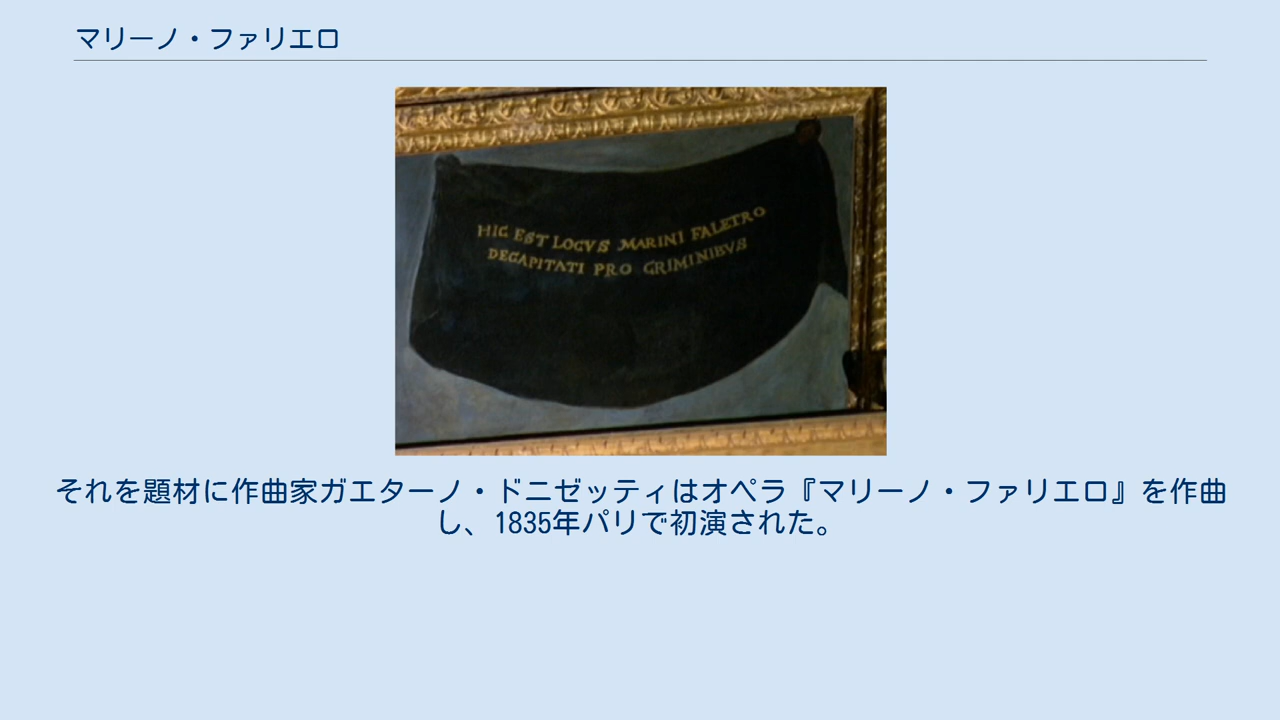 マリーノ・ファリエロ
HIC EST LOCVS MARINI FALETRO
DECAPITATI PRO CRIMINIBVS
それを題材に作曲家ガエターノ・ドニゼッティはオペラ『マリーノ・ファリエロ』を作曲
し、1835年パリで初演された。